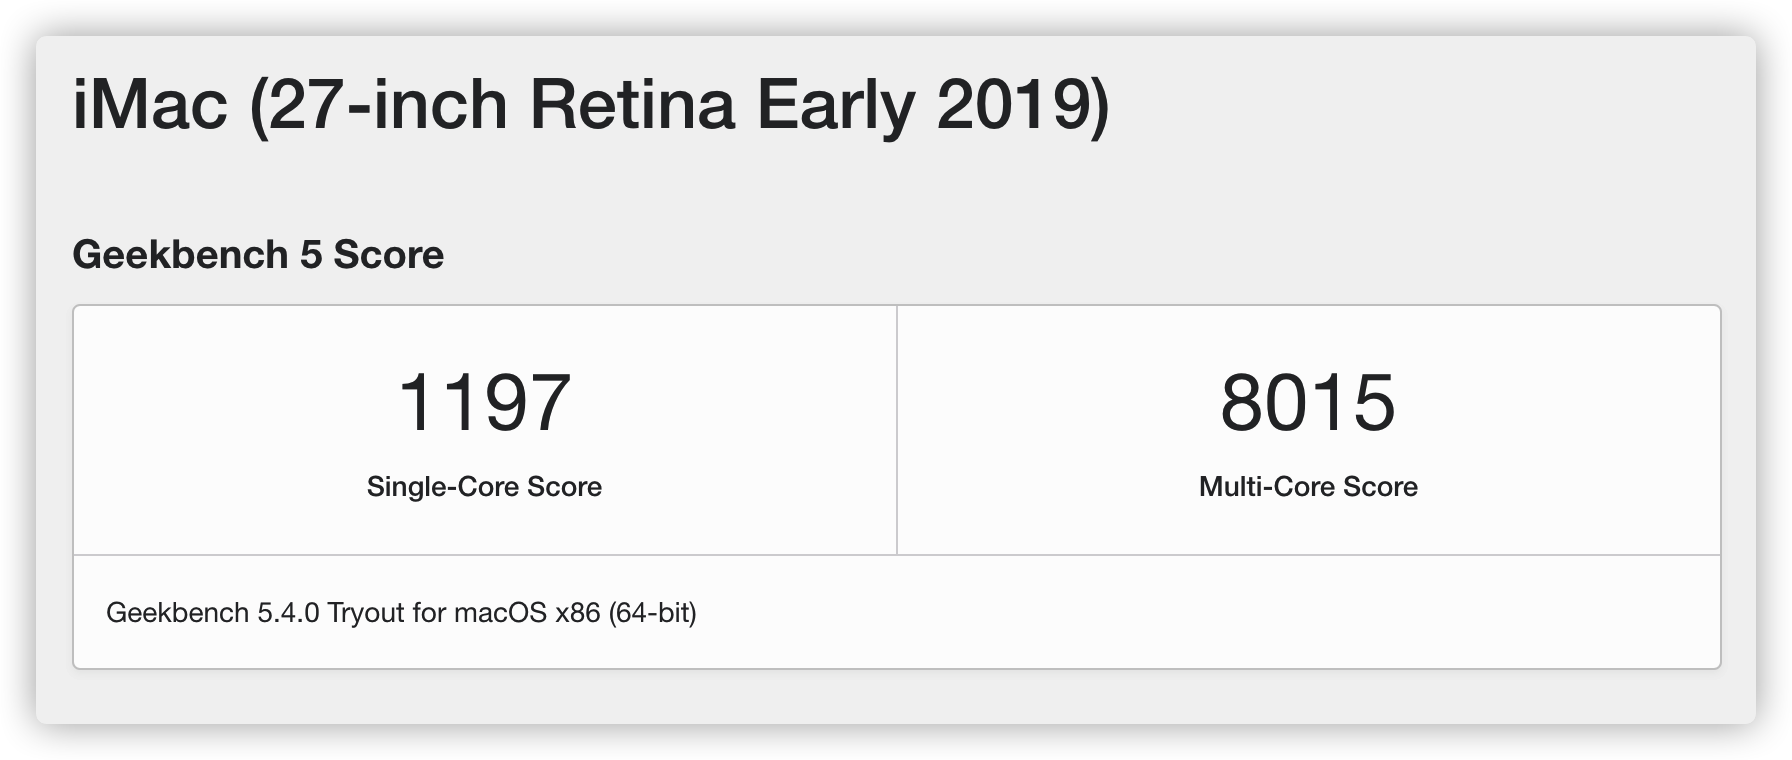 iMac (27-inch Retina Early 2019)
Geekbench 5 Score
1197
Single-Core Score
8015
Multi-Core Score
Geekbench 5.4.0 Tryout for macOS x86 (64-bit)